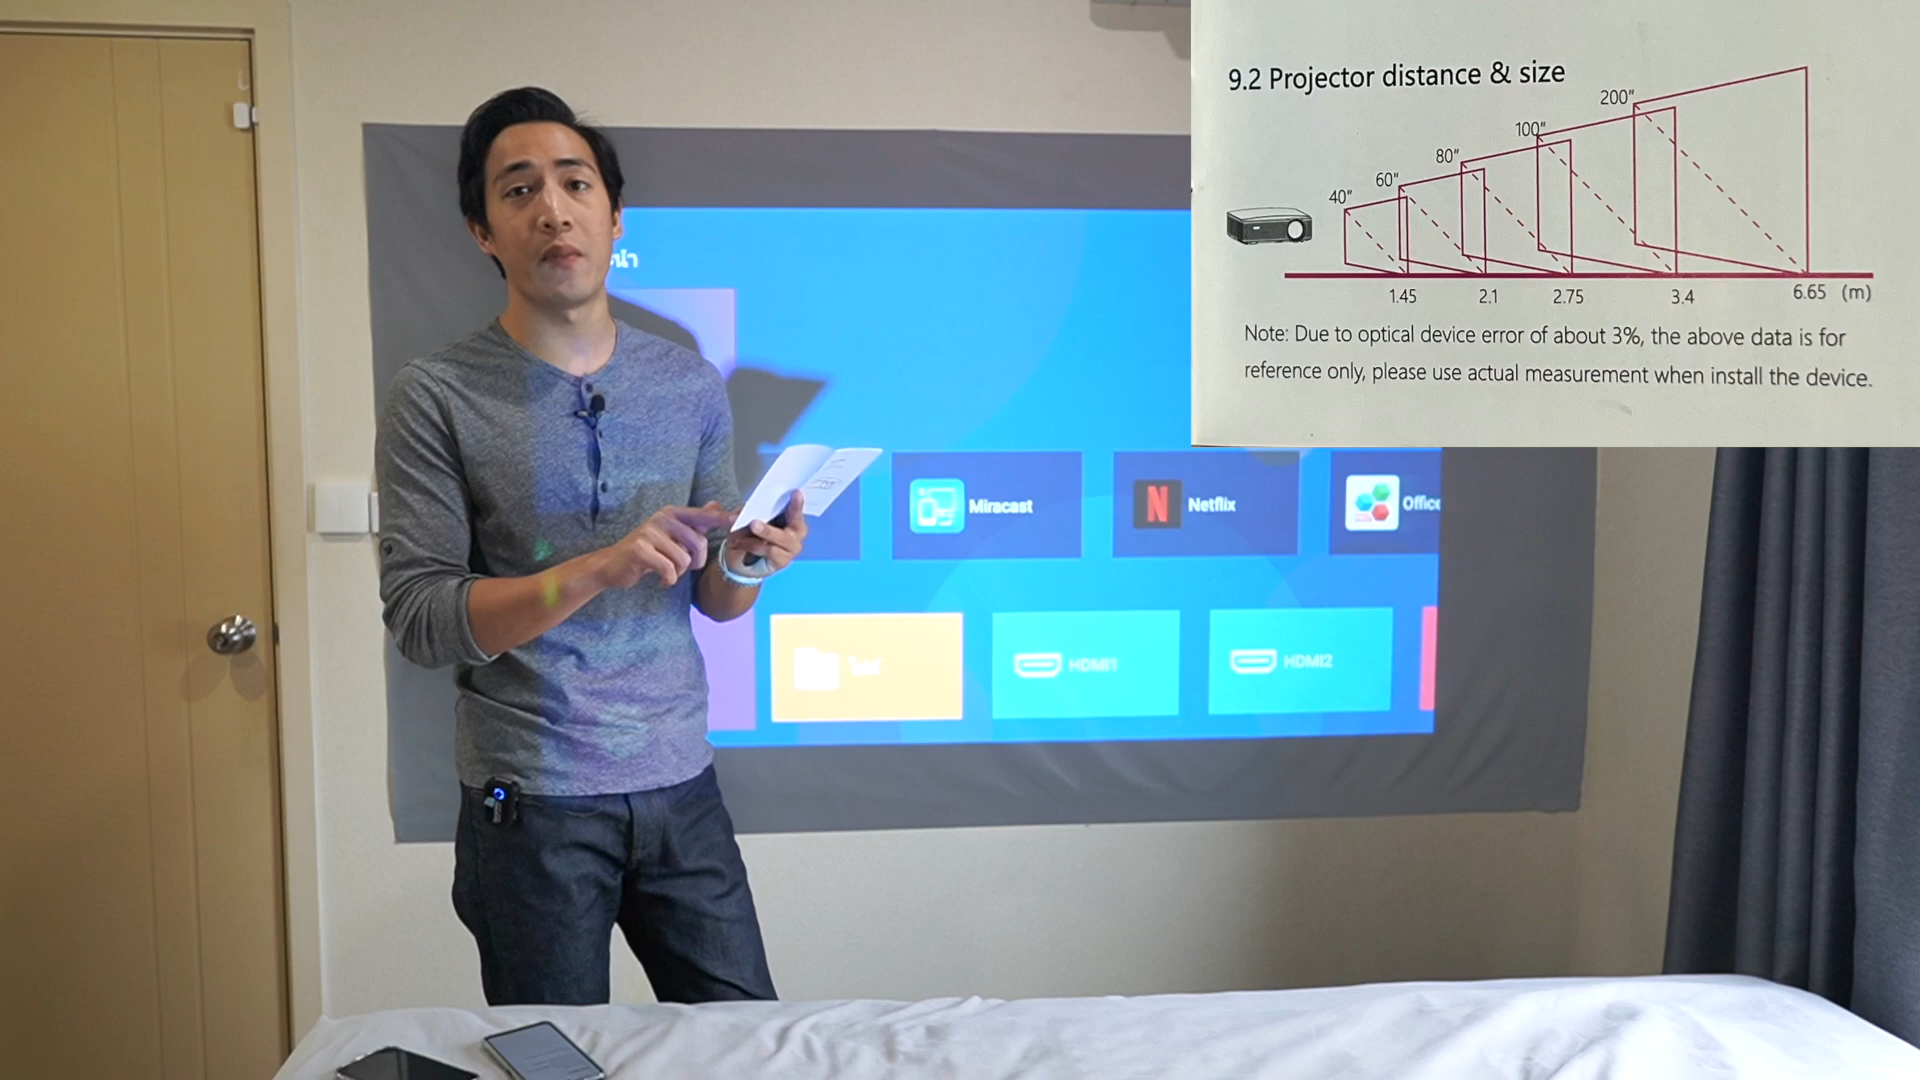 9.2 Projector distance & size
200"
100"
80"
60"
40"
1.45 2.1 2.75 3.4 6.65 (m)
Note: Due to optical device error of about 3%, the above data is for
reference only, please use actual measurement when install the device.
Miracast
Netflix
Office
HDMI1
HDMI2